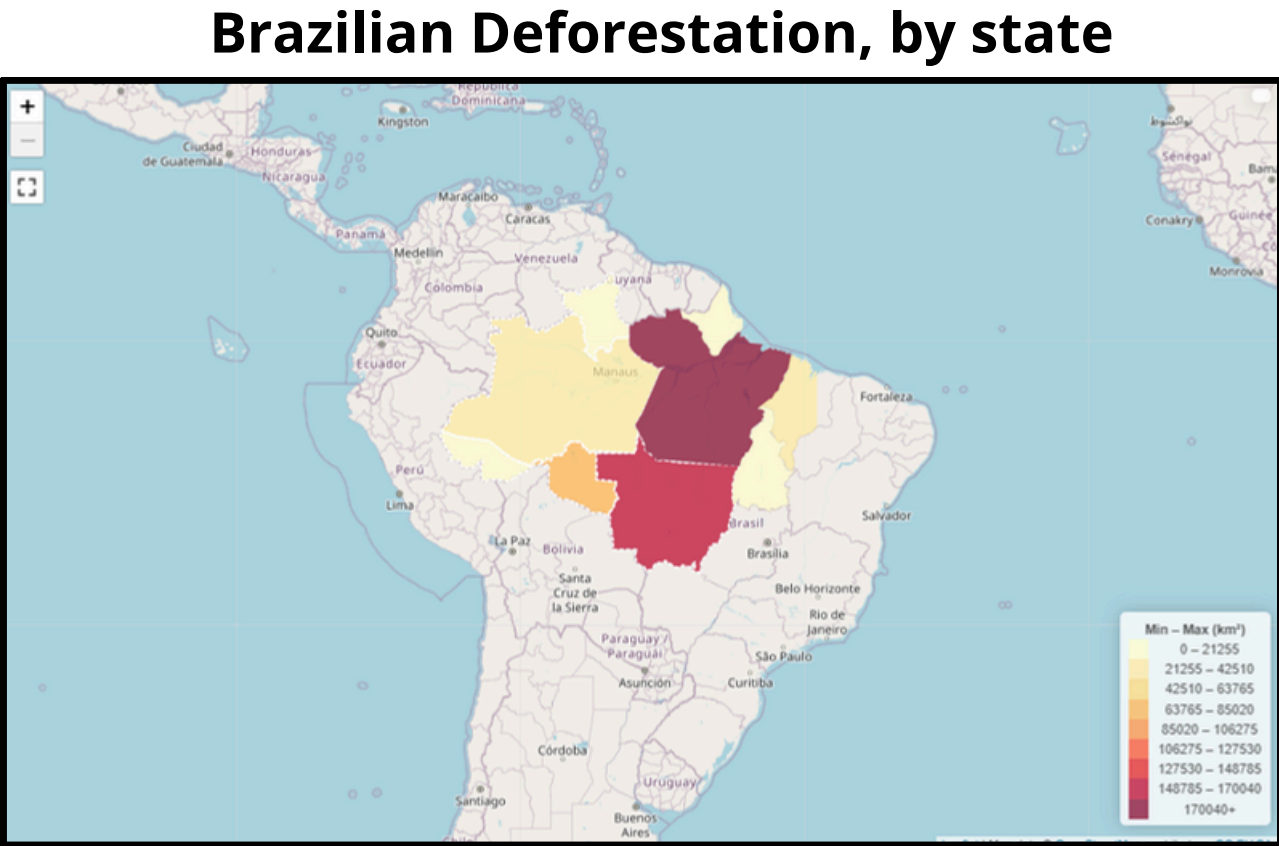 Brazilian Deforestation, by state
+
República
Dominicana
Kingston
نواكشوط
Ciudad
de Guatemala
Honduras
Sénégal
Nicaragua
Maracaibo
Caracas
Conakry
Guinée
Panamá
Medellín
Venezuela
Monrovia
uyana
Colombia
Quito
Ecuador
Manaus
Fortaleza
Perú
Lima
Salvador
Brasil
La Paz
Bolivia
Brasília
Santa
Cruz de
la Sierra
Belo Horizonte
Rio de
Janeiro
Paraguay /
Paraguái
São Paulo
Asunción
Curitiba
Córdoba
Uruguay
Santiago
Buenos
Aires
Min – Max (km²)
0 – 21255
21255 – 42510
42510 – 63765
63765 – 85020
85020 – 106275
106275 – 127530
127530 – 148785
148785 – 170040
170040+